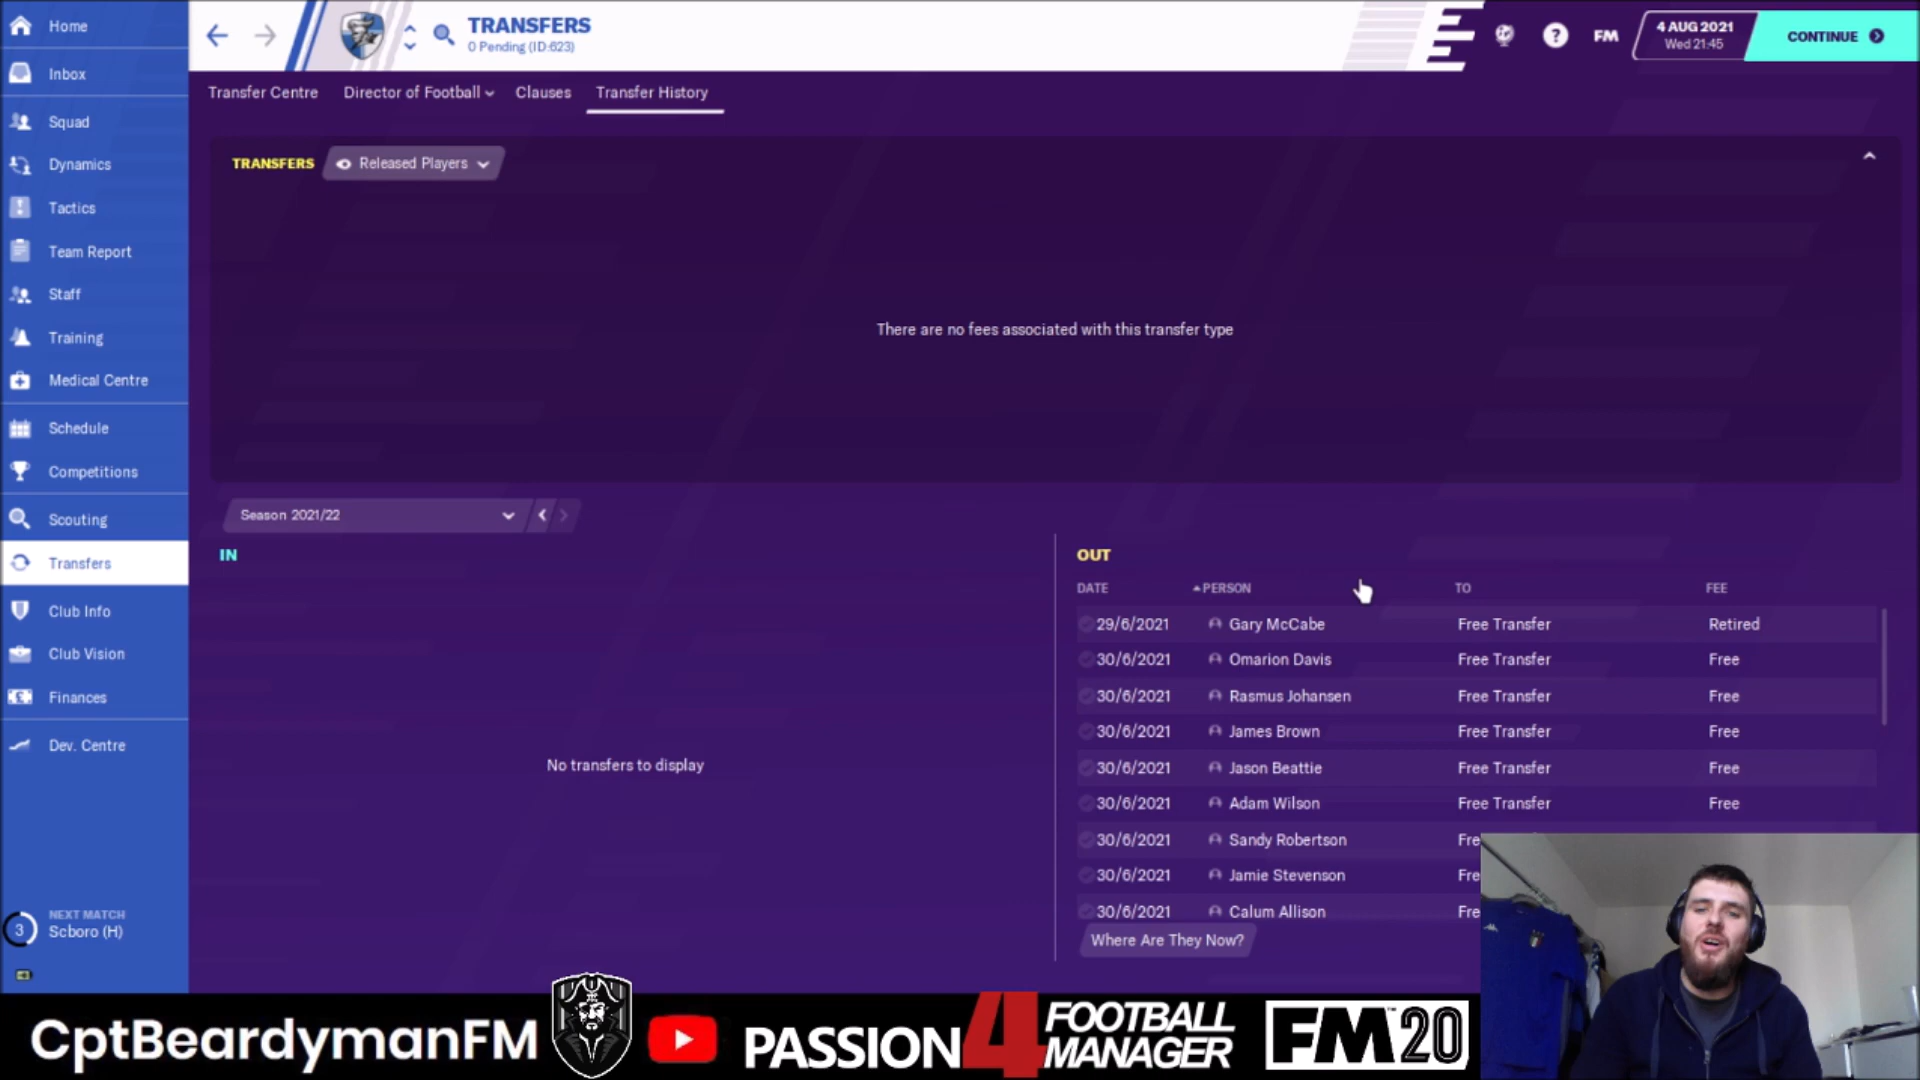 Home
Inbox
Squad
Dynamics
Tactics
Team Report
Staff
Training
Medical Centre
Schedule
Competitions
Scouting
Transfers
Club Info
Club Vision
Finances
Dev. Centre
3
NEXT MATCH
Scboro (H)
TRANSFERS
0 Pending (ID:623)
?
FM
4 AUG 2021
Wed 21:45
CONTINUE
Transfer Centre Director of Football Clauses Transfer History
TRANSFERS Released Players
There are no fees associated with this transfer type
Season 2021/22
IN
No transfers to display
OUT
DATE PERSON TO FEE
29/6/2021 Gary McCabe Free Transfer Retired
30/6/2021 Omarion Davis Free Transfer Free
30/6/2021 Rasmus Johansen Free Transfer Free
30/6/2021 James Brown Free Transfer Free
30/6/2021 Jason Beattie Free Transfer Free
30/6/2021 Adam Wilson Free Transfer Free
30/6/2021 Sandy Robertson Fre
30/6/2021 Jamie Stevenson Fre
30/6/2021 Calum Allison Fre
Where Are They Now?
CptBeardymanFM
PASSION 4 FOOTBALL MANAGER
FM20